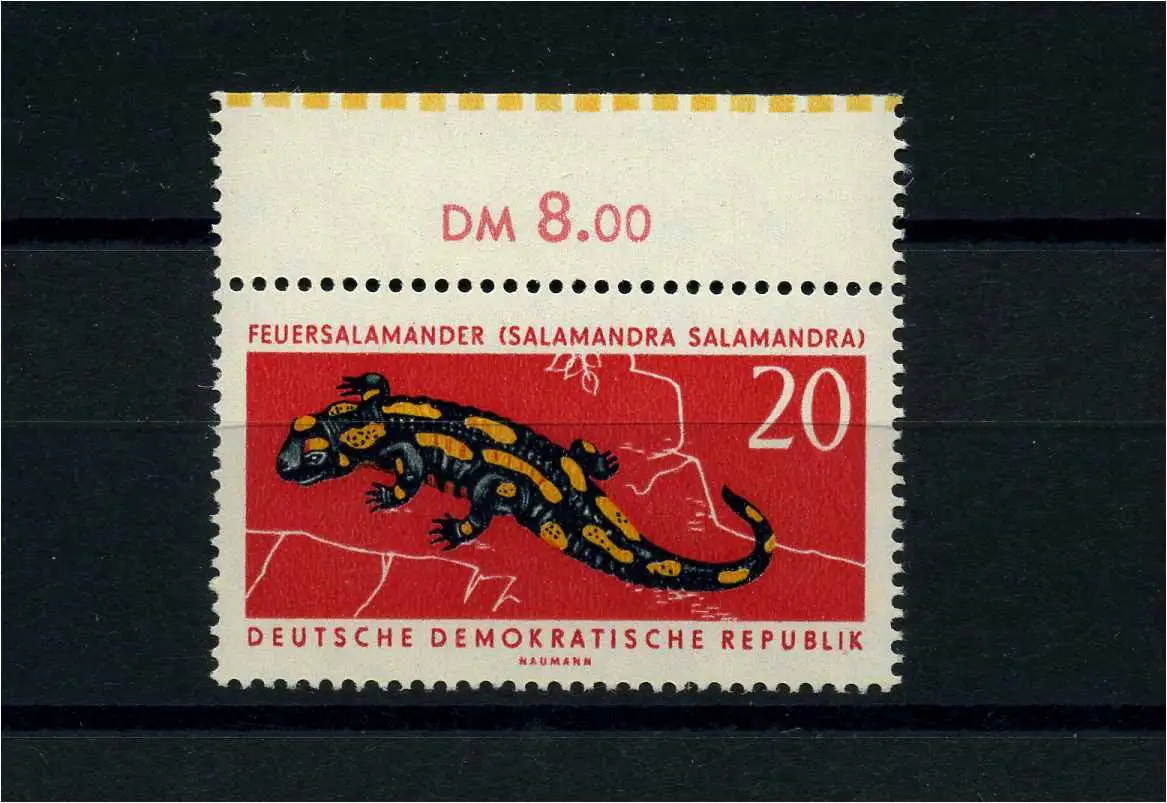 DM 8.00
FEUERSALAMANDER (SALAMANDRA SALAMANDRA)
20
DEUTSCHE DEMOKRATISCHE REPUBLIK
NAUMANN